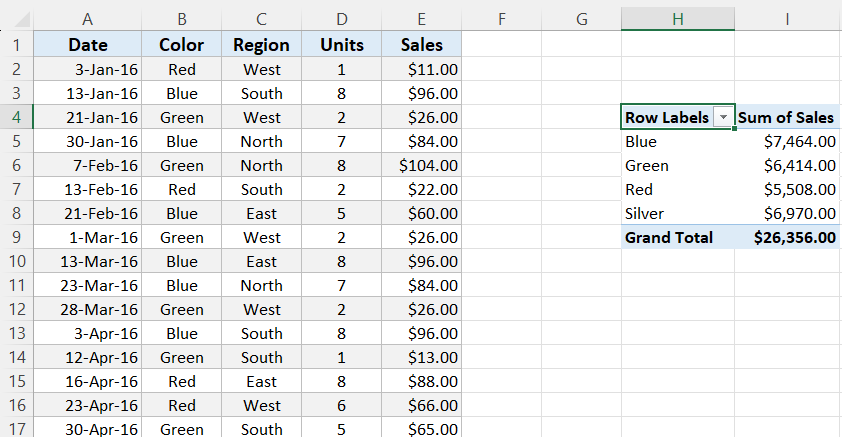 A B C D E F G H I
1 Date Color Region Units Sales
2 3-Jan-16 Red West 1 $11.00
3 13-Jan-16 Blue South 8 $96.00
4 21-Jan-16 Green West 2 $26.00 Row Labels Sum of Sales
5 30-Jan-16 Blue North 7 $84.00 Blue $7,464.00
6 7-Feb-16 Green North 8 $104.00 Green $6,414.00
7 13-Feb-16 Red South 2 $22.00 Red $5,508.00
8 21-Feb-16 Blue East 5 $60.00 Silver $6,970.00
9 1-Mar-16 Green West 2 $26.00 Grand Total $26,356.00
10 13-Mar-16 Blue East 8 $96.00
11 23-Mar-16 Blue North 7 $84.00
12 28-Mar-16 Green West 2 $26.00
13 3-Apr-16 Blue South 8 $96.00
14 12-Apr-16 Green South 1 $13.00
15 16-Apr-16 Red East 8 $88.00
16 23-Apr-16 Red West 6 $66.00
17 30-Apr-16 Green South 5 $65.00